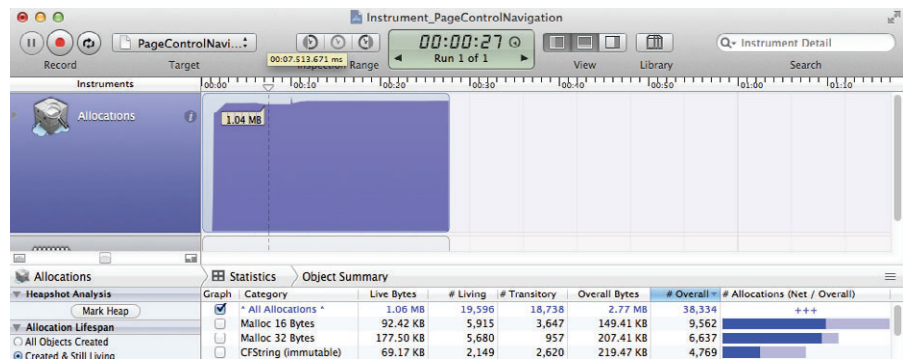 Instrument_PageControlNavigation
PageControlNavi...
00:00:27
Run 1 of 1
Instrument Detail
Record
Target
00:07.513.671 ms
Inspection Range
View
Library
Search
Instruments
00:00
00:10
00:20
00:30
00:40
00:50
01:00
01:10
Allocations
1.04 MB
Allocations
Statistics
Object Summary
Heapshot Analysis
Graph Category Live Bytes # Living # Transitory Overall Bytes # Overall # Allocations (Net / Overall)
Mark Heap
* All Allocations * 1.06 MB 19,596 18,738 2.77 MB 38,334 +++
Allocation Lifespan
Malloc 16 Bytes 92.42 KB 5,915 3,647 149.41 KB 9,562
All Objects Created
Malloc 32 Bytes 177.50 KB 5,680 957 207.41 KB 6,637
Created & Still Living
CFString (immutable) 69.17 KB 2,149 2,620 219.47 KB 4,769